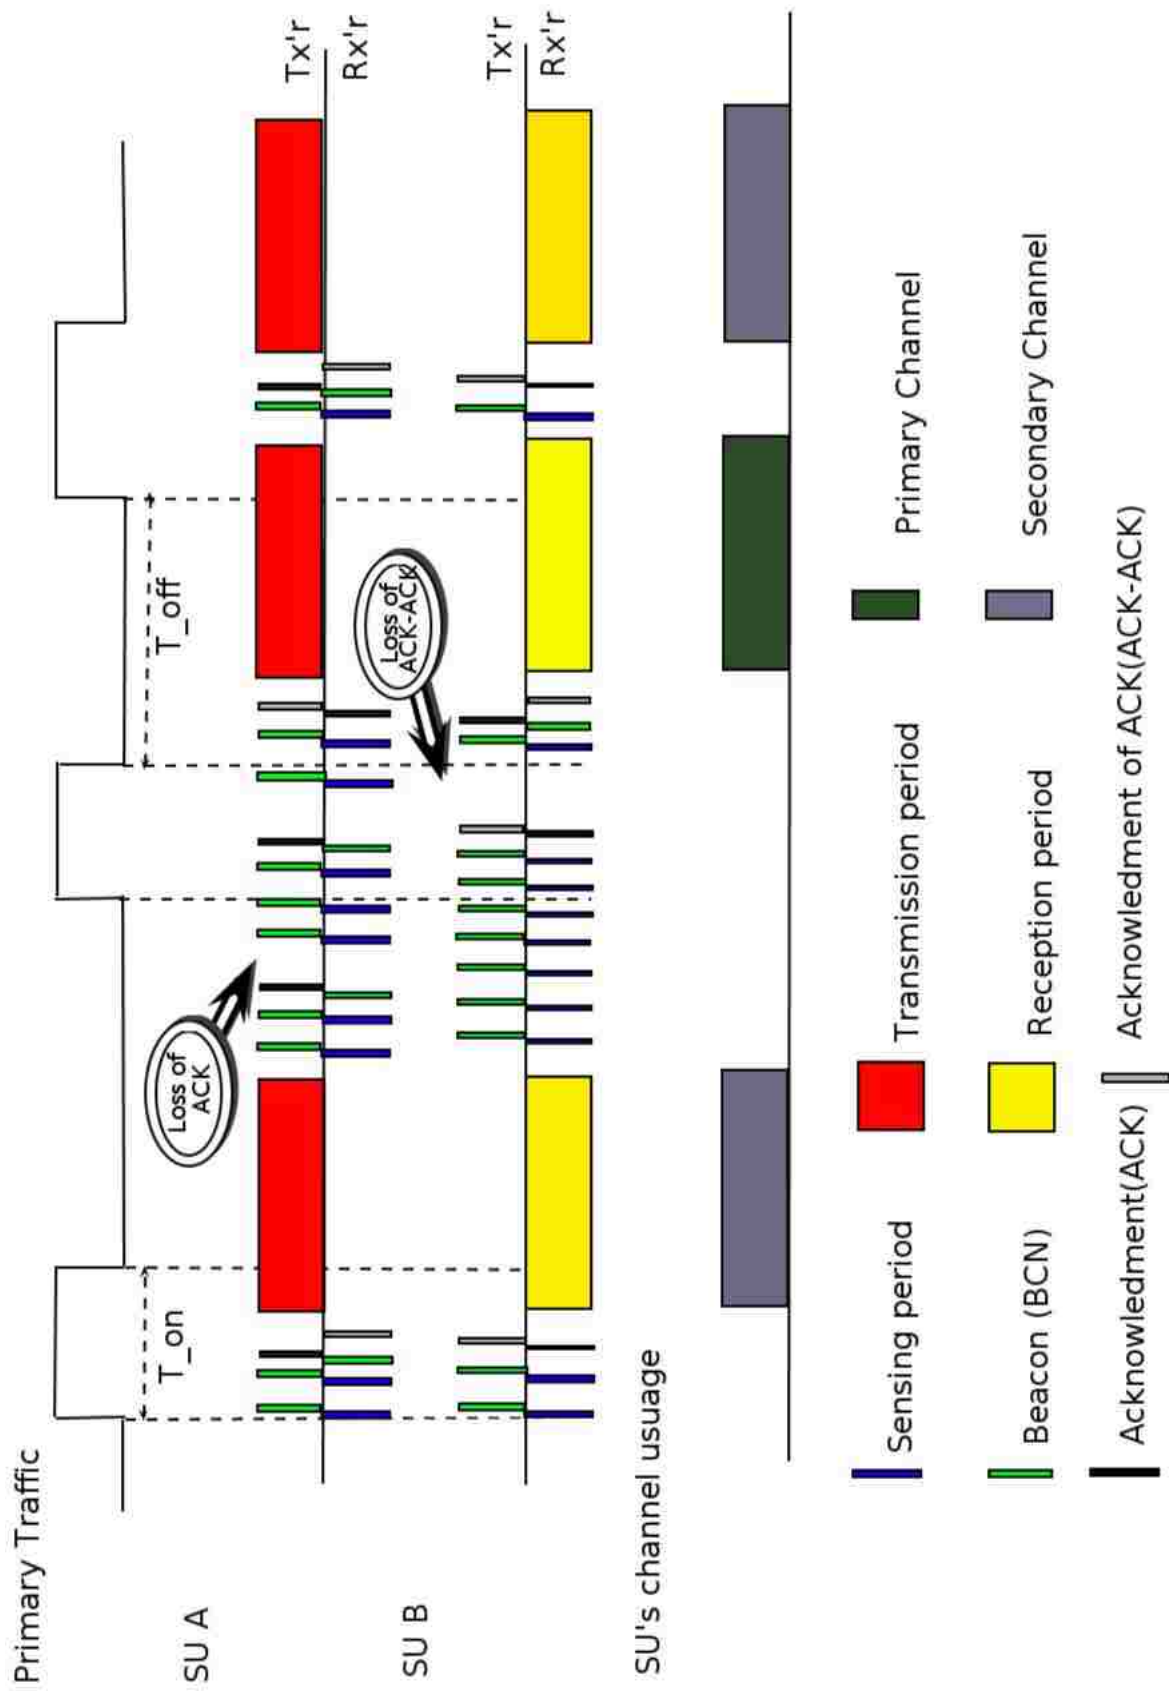 Primary Traffic
T_on
T_off
SU A
Tx'r
Rx'r
Loss of
ACK
Loss of
ACK-ACK
SU B
Tx'r
Rx'r
SU's channel usuage
Sensing period
Transmission period
Primary Channel
Beacon (BCN)
Reception period
Secondary Channel
Acknowledment(ACK)
Acknowledment of ACK(ACK-ACK)